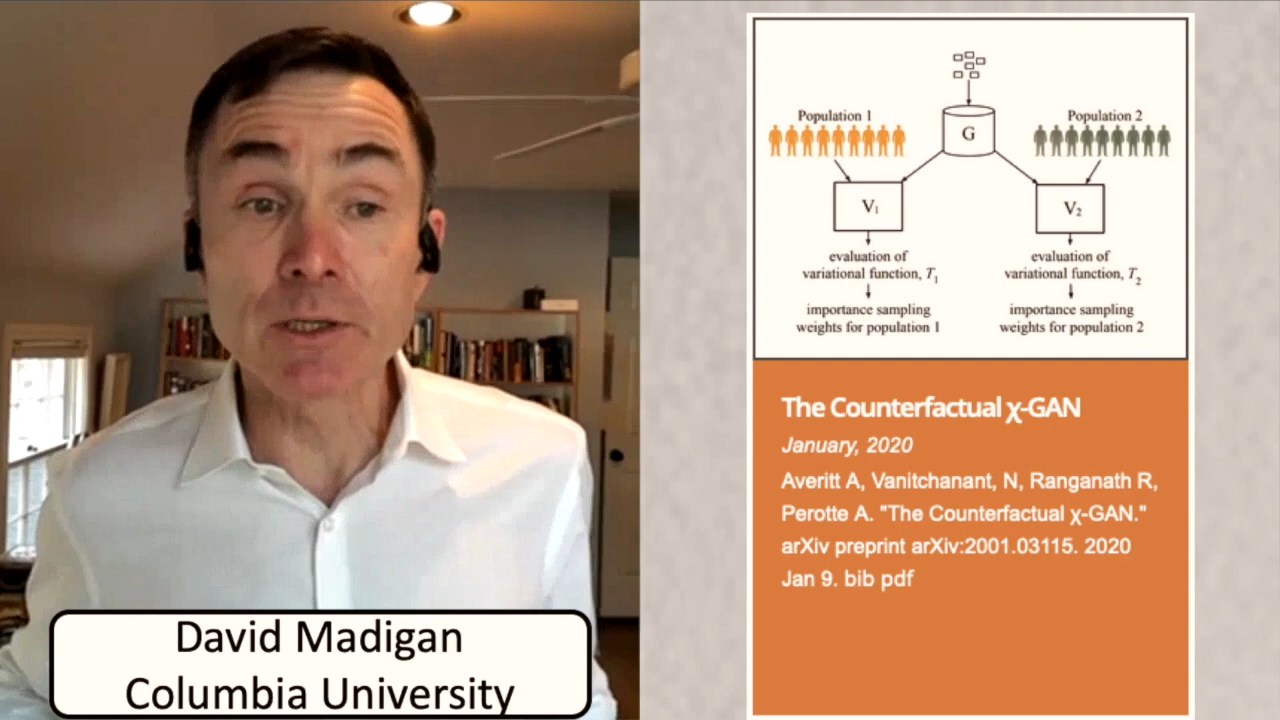 David Madigan
Columbia University
G
Population 1
Population 2
V1
V2
evaluation of
variational function, T1
evaluation of
variational function, T2
importance sampling
weights for population 1
importance sampling
weights for population 2
The Counterfactual χ-GAN
January, 2020
Averitt A, Vanitchanant, N, Ranganath R,
Perotte A. "The Counterfactual χ-GAN."
arXiv preprint arXiv:2001.03115. 2020
Jan 9. bib pdf